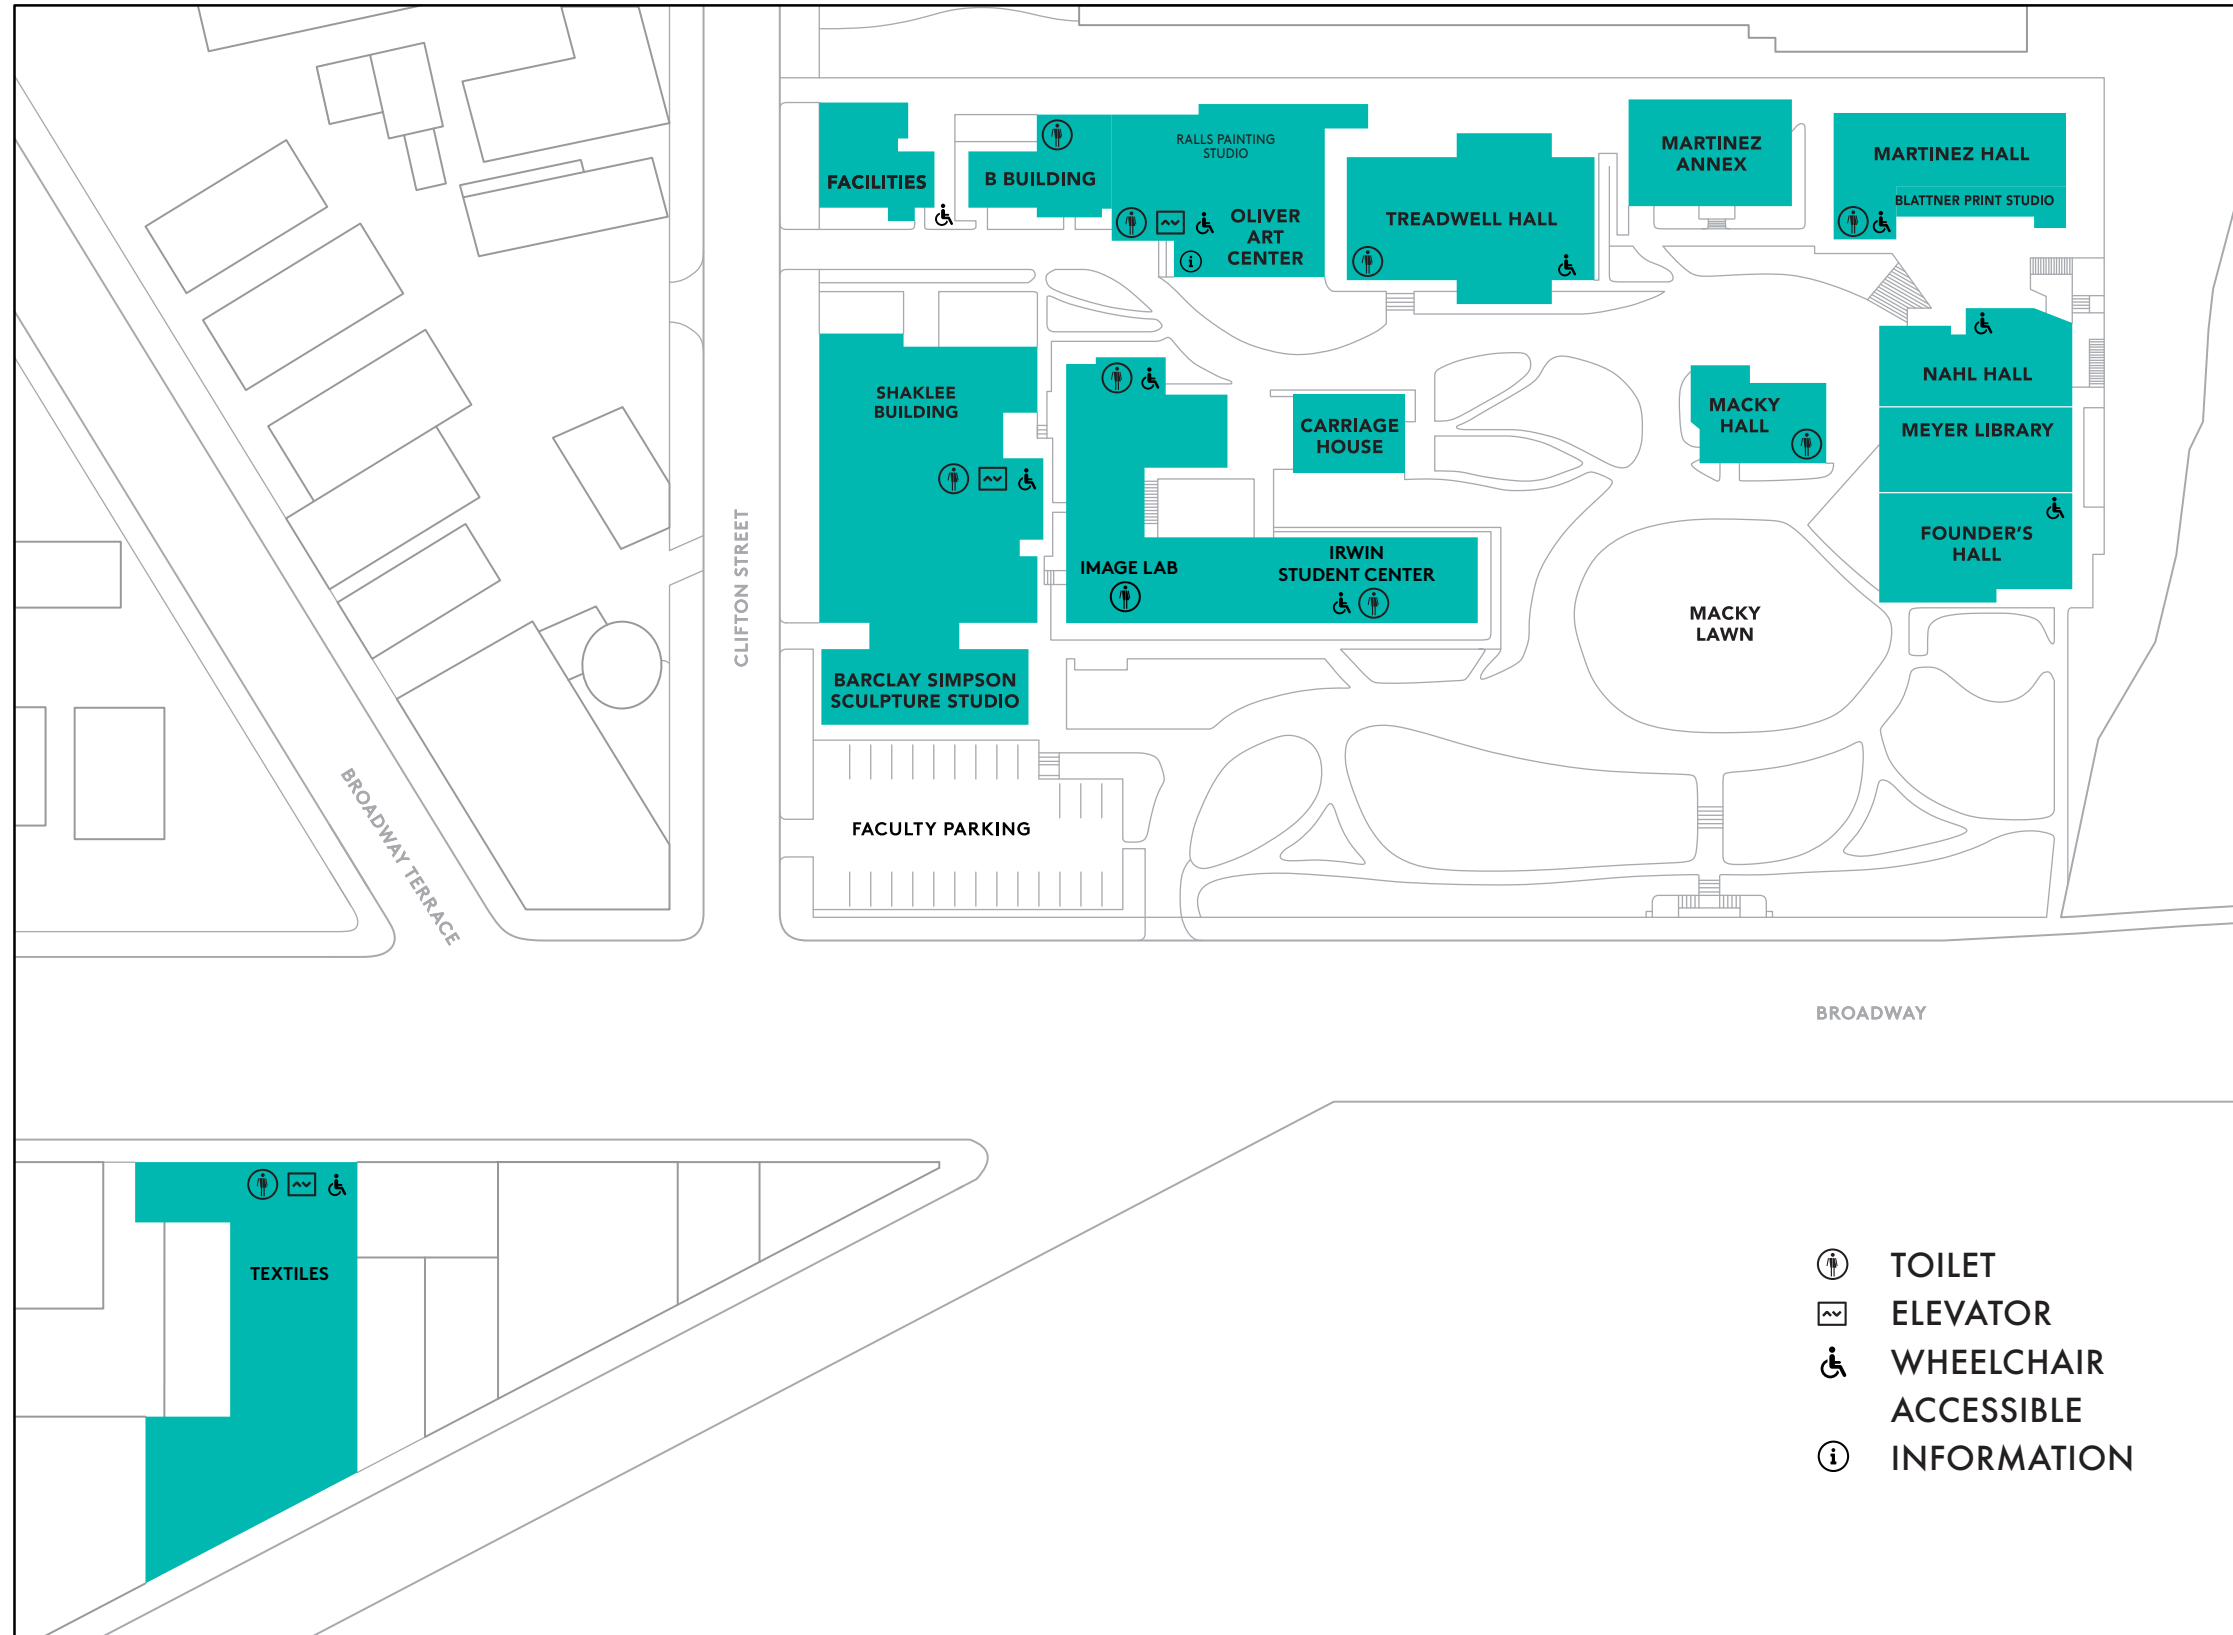 RALLS PAINTING
STUDIO
MARTINEZ
ANNEX
MARTINEZ HALL
FACILITIES
B BUILDING
BLATTNER PRINT STUDIO
OLIVER
ART
CENTER
TREADWELL HALL
SHAKLEE
BUILDING
CARRIAGE
HOUSE
MACKY
HALL
NAHL HALL
MEYER LIBRARY
FOUNDER'S
HALL
CLIFTON STREET
IMAGE LAB
IRWIN
STUDENT CENTER
MACKY
LAWN
BARCLAY SIMPSON
SCULPTURE STUDIO
FACULTY PARKING
BROADWAY TERRACE
BROADWAY
TEXTILES
TOILET
ELEVATOR
WHEELCHAIR
ACCESSIBLE
INFORMATION